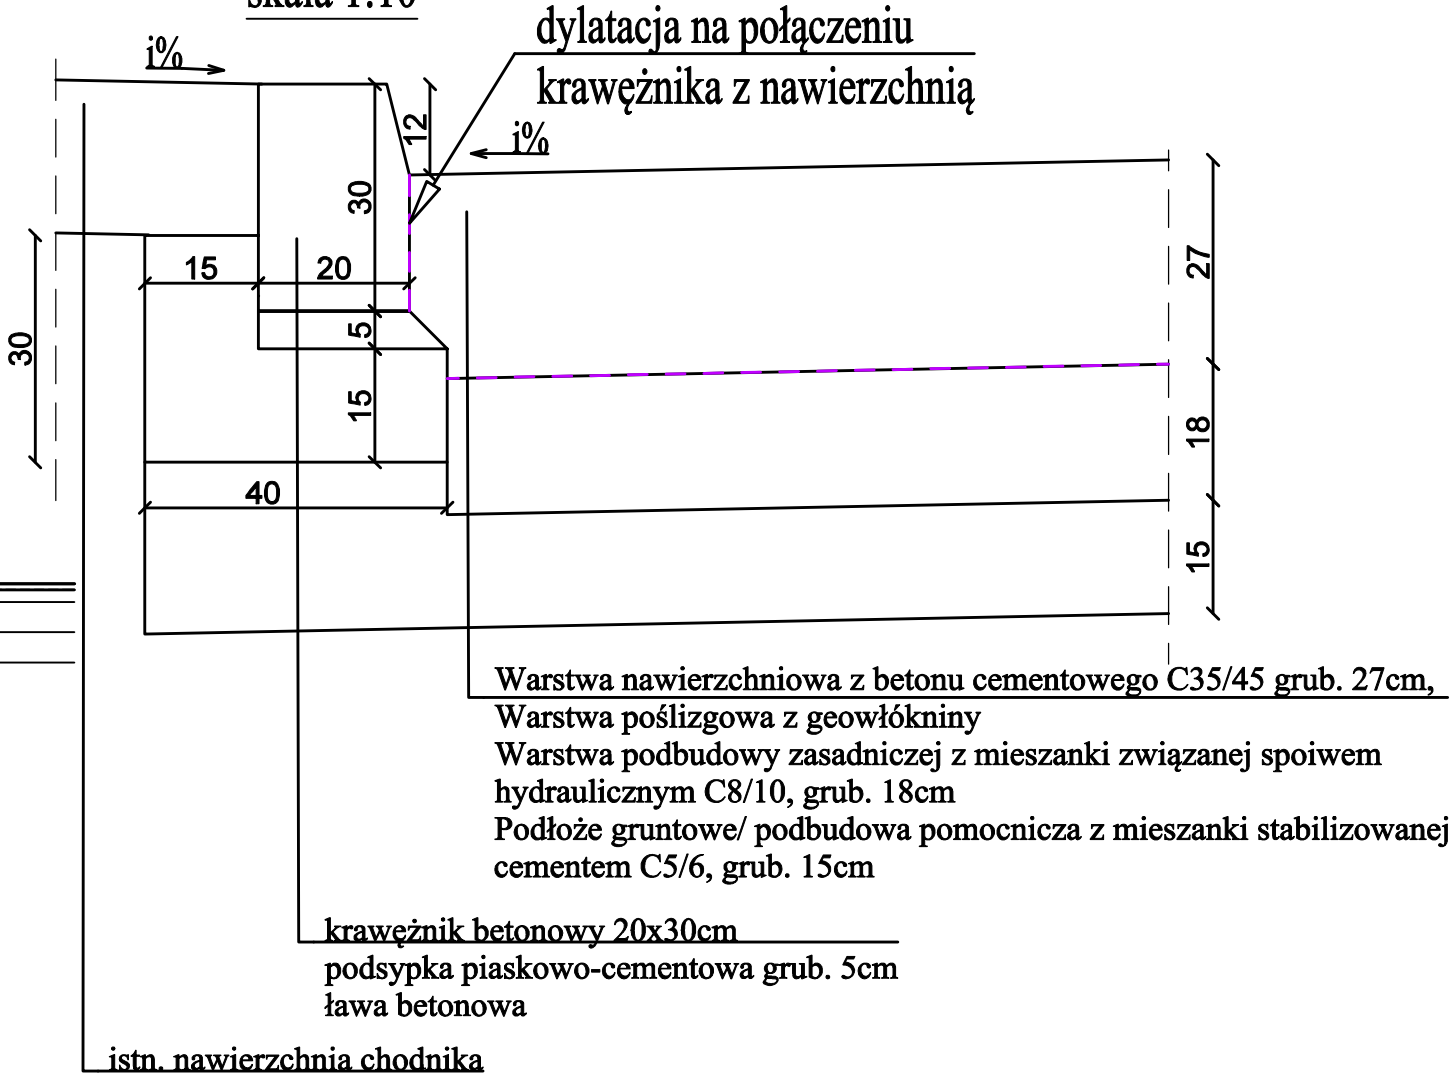 skala 1:10
dylatacja na połączeniu
krawężnika z nawierzchnią
i%
i%
12
30
15
20
5
15
30
40
27
18
15
Warstwa nawierzchniowa z betonu cementowego C35/45 grub. 27cm,
Warstwa poślizgowa z geowłókniny
Warstwa podbudowy zasadniczej z mieszanki związanej spoiwem
hydraulicznym C8/10, grub. 18cm
Podłoże gruntowe/ podbudowa pomocnicza z mieszanki stabilizowanej
cementem C5/6, grub. 15cm
krawężnik betonowy 20x30cm
podsypka piaskowo-cementowa grub. 5cm
ława betonowa
istn. nawierzchnia chodnika